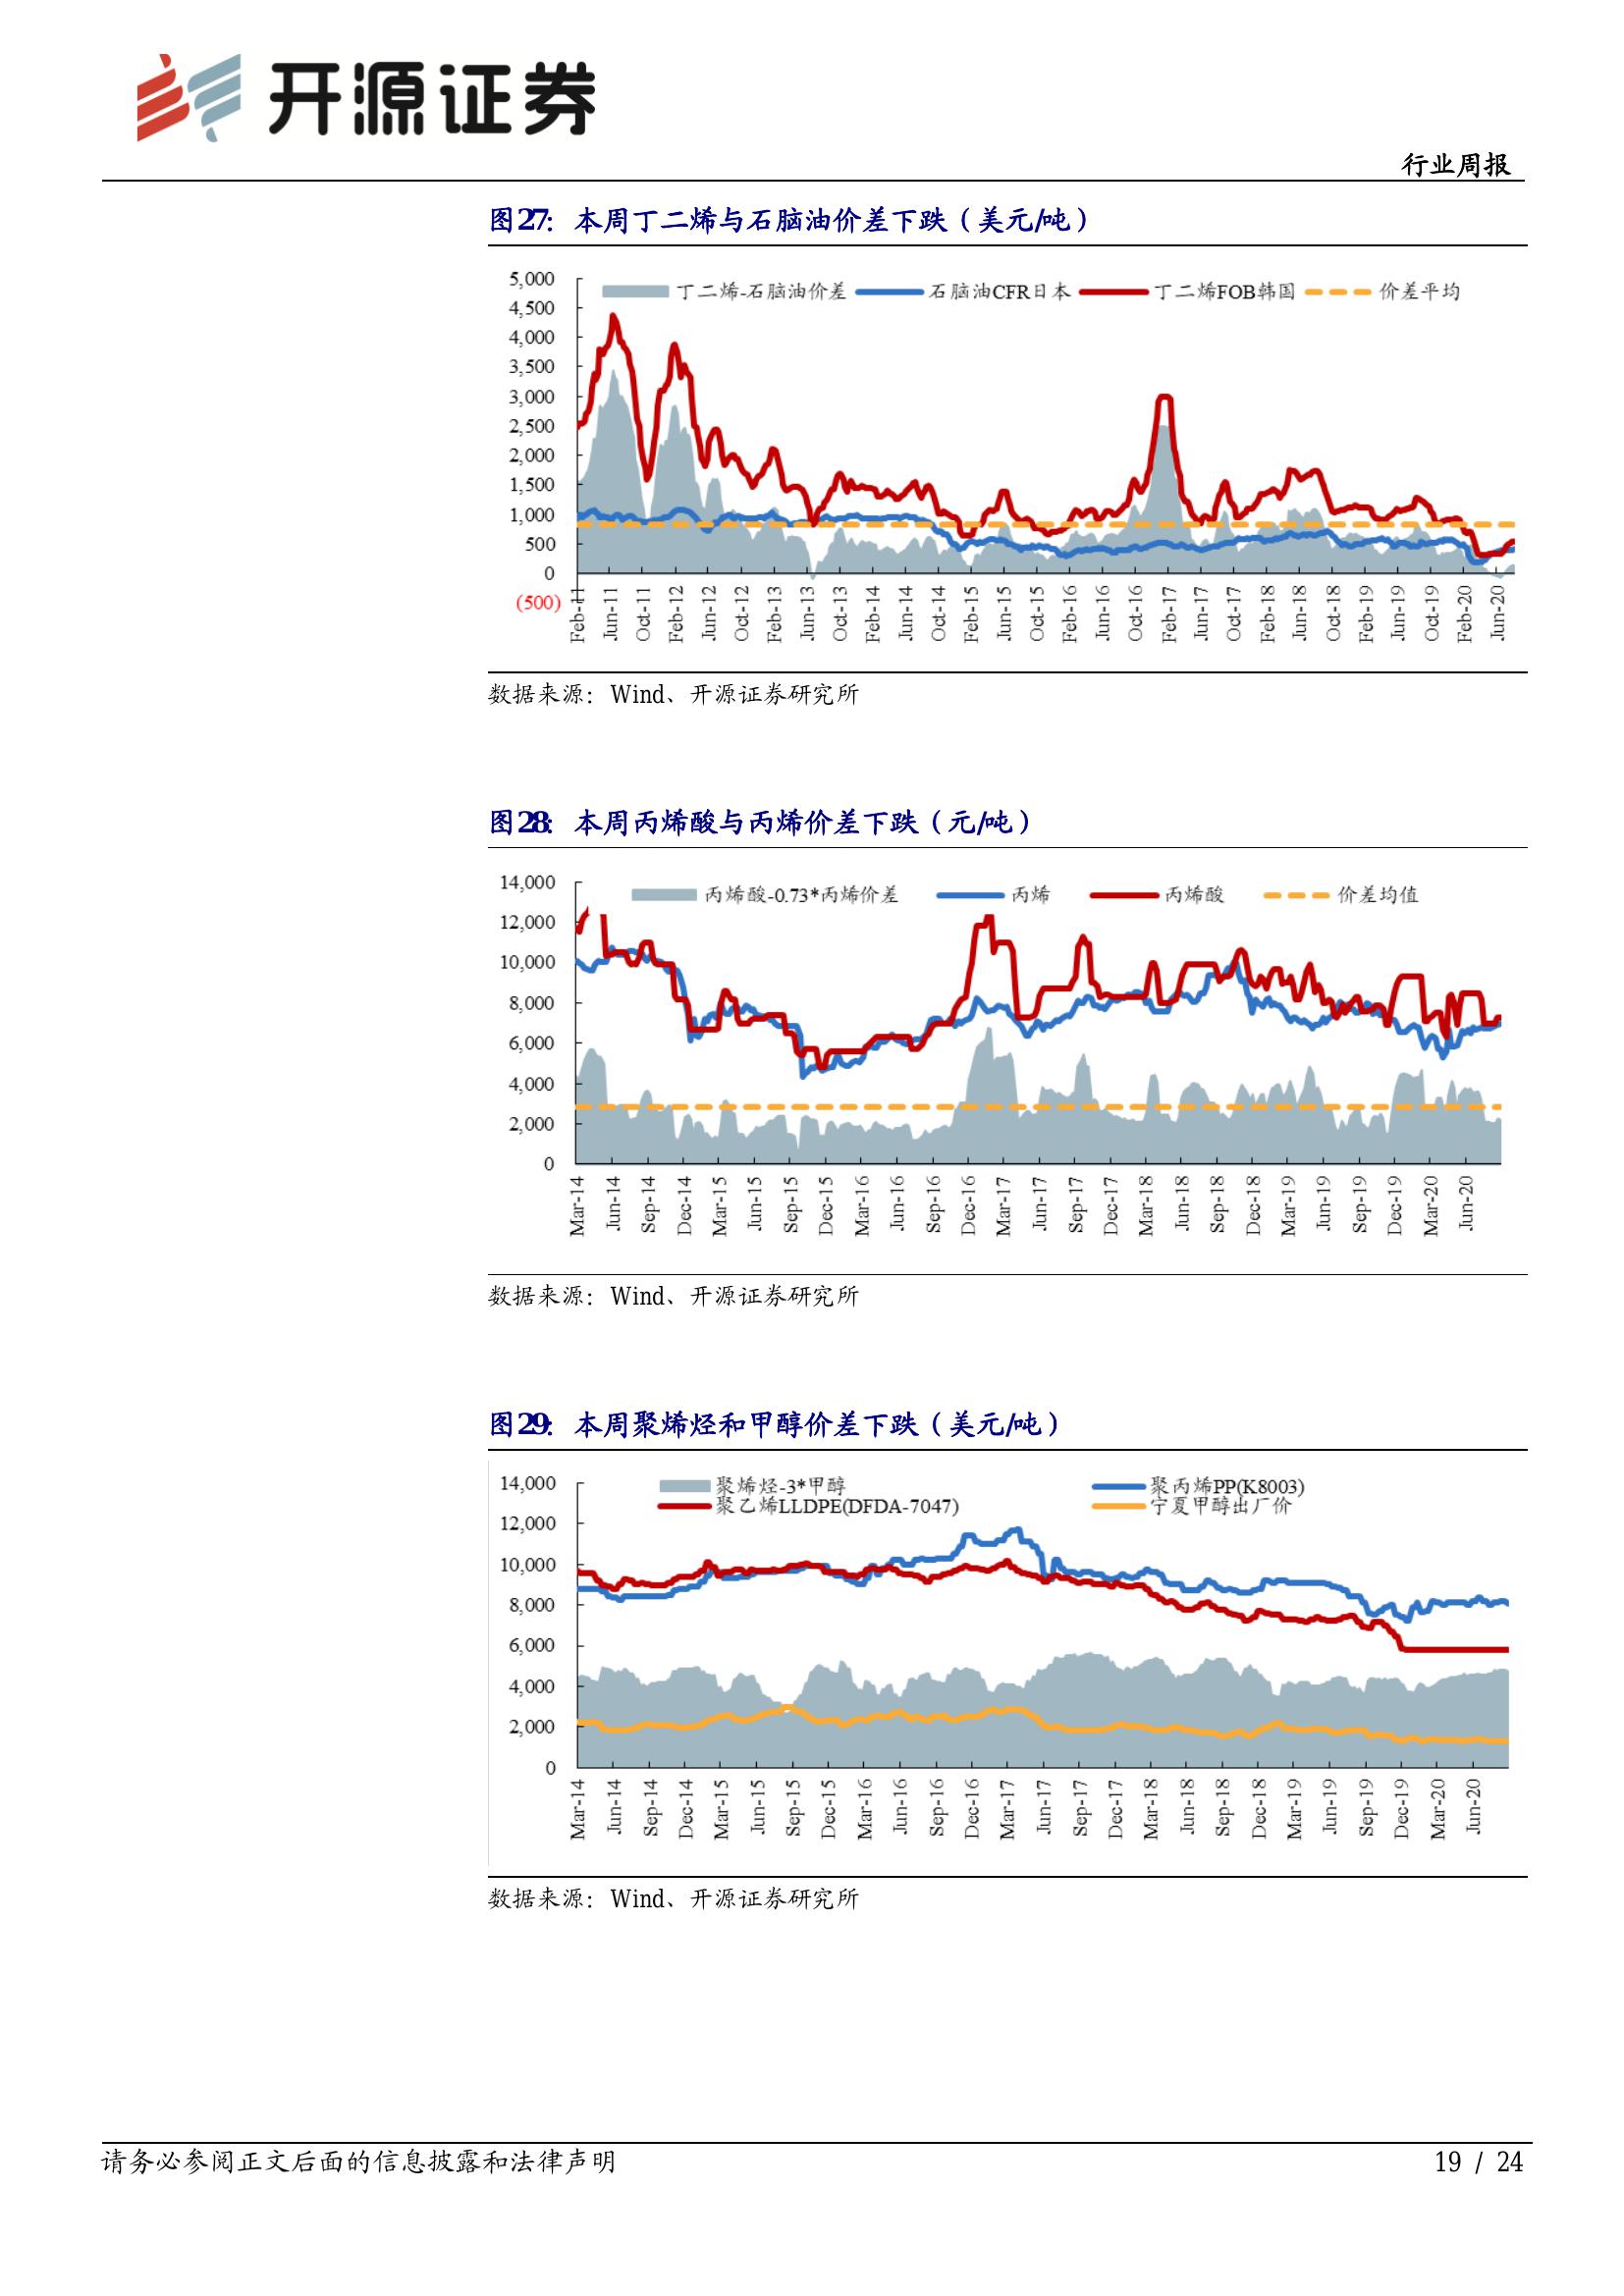 开源证券
行业周报
图27: 本周丁二烯与石脑油价差下跌（美元/吨）
丁二烯-石脑油价差 石脑油CFR日本 丁二烯FOB韩国 价差平均
5,000
4,500
4,000
3,500
3,000
2,500
2,000
1,500
1,000
500
0
(500)
Feb-11 Jun-11 Oct-11 Feb-12 Jun-12 Oct-12 Feb-13 Jun-13 Oct-13 Feb-14 Jun-14 Oct-14 Feb-15 Jun-15 Oct-15 Feb-16 Jun-16 Oct-16 Feb-17 Jun-17 Oct-17 Feb-18 Jun-18 Oct-18 Feb-19 Jun-19 Oct-19 Feb-20 Jun-20
数据来源：Wind、开源证券研究所
图28: 本周丙烯酸与丙烯价差下跌（元/吨）
丙烯酸-0.73*丙烯价差 丙烯 丙烯酸 价差均值
14,000
12,000
10,000
8,000
6,000
4,000
2,000
0
Mar-14 Jun-14 Sep-14 Dec-14 Mar-15 Jun-15 Sep-15 Dec-15 Mar-16 Jun-16 Sep-16 Dec-16 Mar-17 Jun-17 Sep-17 Dec-17 Mar-18 Jun-18 Sep-18 Dec-18 Mar-19 Jun-19 Sep-19 Dec-19 Mar-20 Jun-20
数据来源：Wind、开源证券研究所
图29: 本周聚烯烃和甲醇价差下跌（美元/吨）
聚烯烃-3*甲醇 聚丙烯PP(K8003)
聚乙烯LLDPE(DFDA-7047) 宁夏甲醇出厂价
14,000
12,000
10,000
8,000
6,000
4,000
2,000
0
Mar-14 Jun-14 Sep-14 Dec-14 Mar-15 Jun-15 Sep-15 Dec-15 Mar-16 Jun-16 Sep-16 Dec-16 Mar-17 Jun-17 Sep-17 Dec-17 Mar-18 Jun-18 Sep-18 Dec-18 Mar-19 Jun-19 Sep-19 Dec-19 Mar-20 Jun-20
数据来源：Wind、开源证券研究所
请务必参阅正文后面的信息披露和法律声明 19 / 24